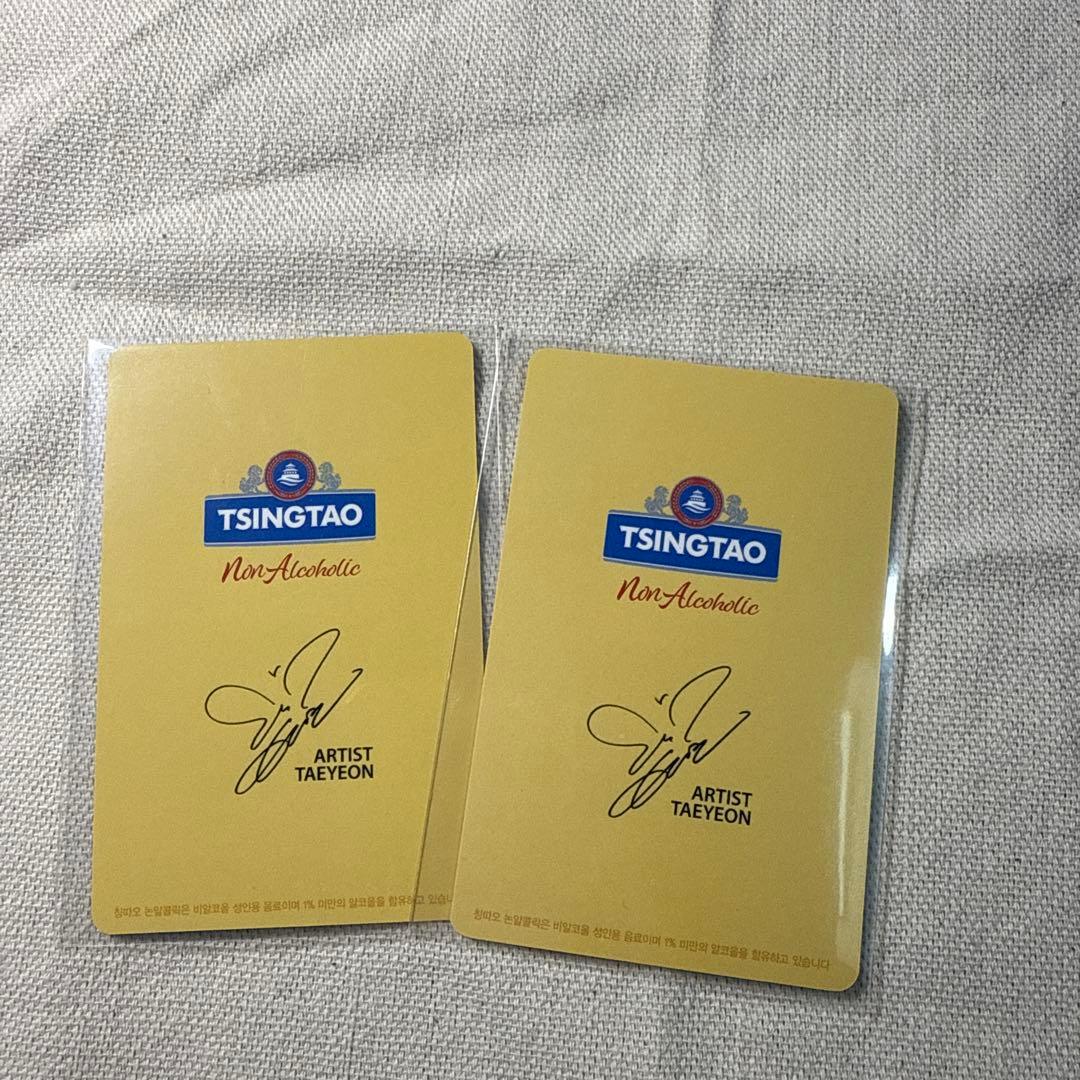 TSINGTAO
Non Alcoholic
ARTIST
TAEYEON
칭따오 논알콜릭은 비알코올 성인용 음료이며 1% 미만의 알코올을 함유하고 있습니
TSINGTAO
Non Alcoholic
ARTIST
TAEYEON
칭따오 논알콜릭은 비알코올 성인용 음료이며 1% 미만의 알코올을 함유하고 있습니다